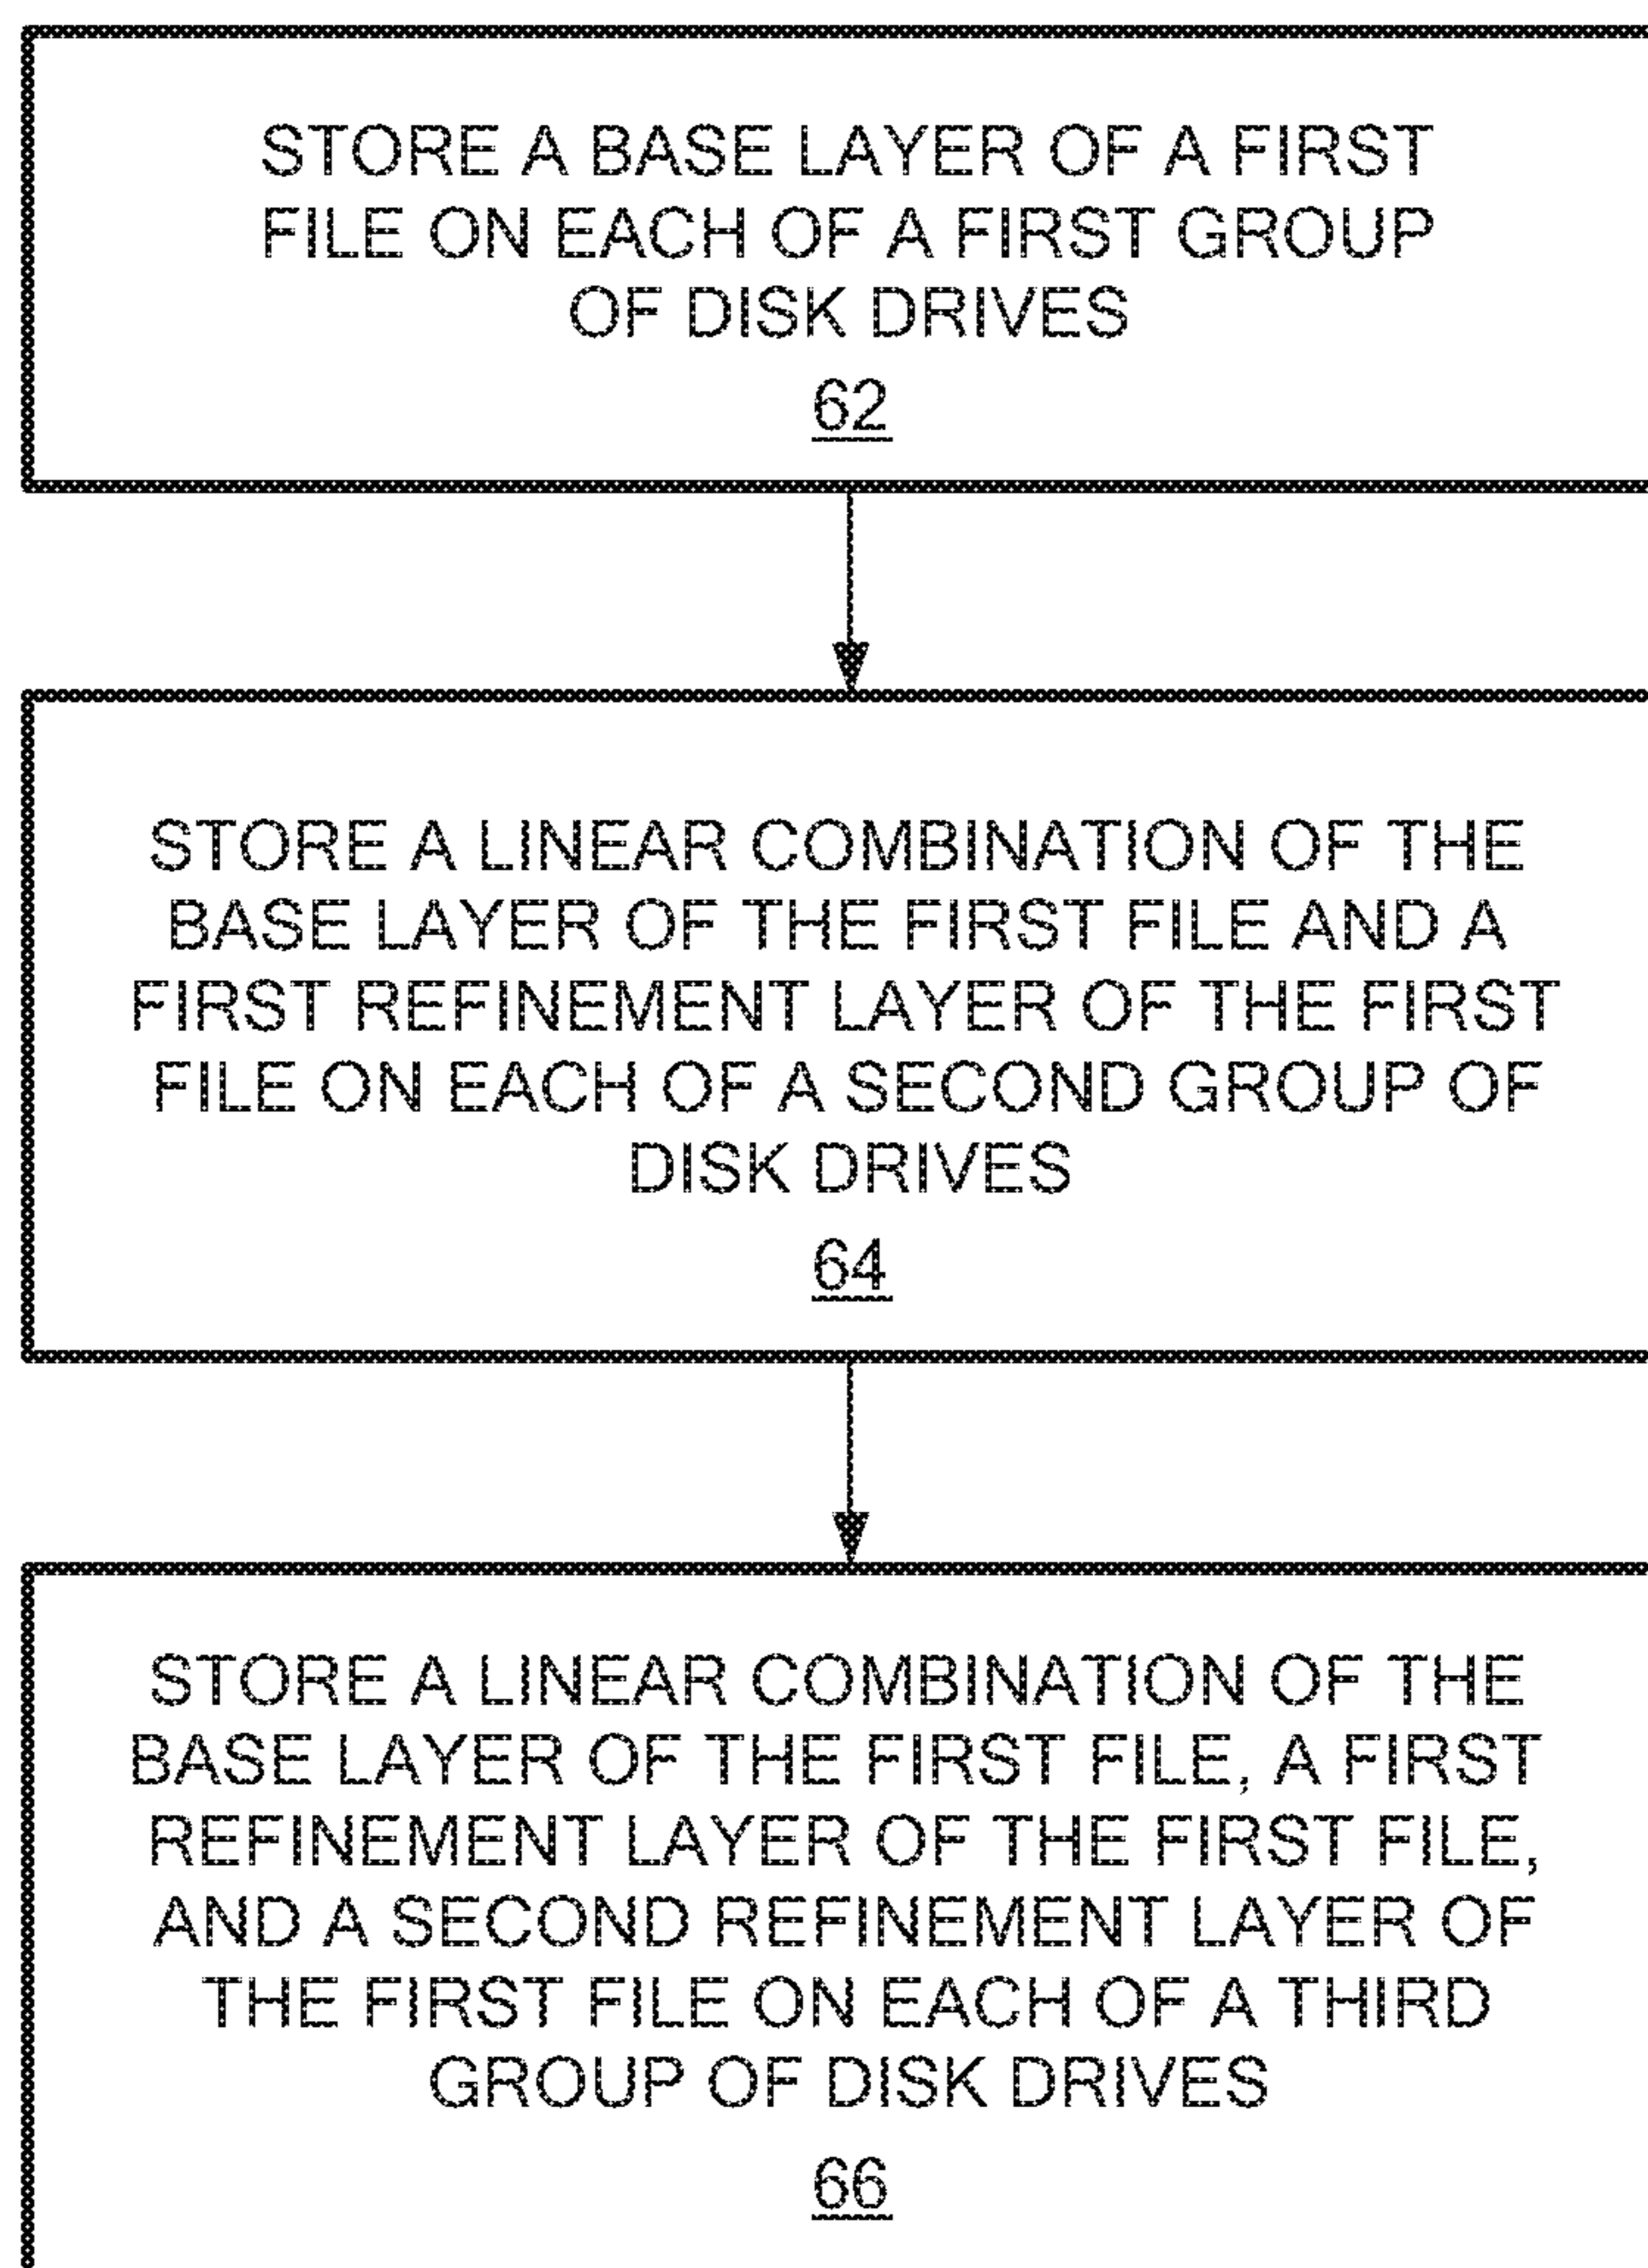 STORE A BASE LAYER OF A FIRST
FILE ON EACH OF A FIRST GROUP
OF DISK DRIVES
62
STORE A LINEAR COMBINATION OF THE
BASE LAYER OF THE FIRST FILE AND A
FIRST REFINEMENT LAYER OF THE FIRST
FILE ON EACH OF A SECOND GROUP OF
DISK DRIVES
64
STORE A LINEAR COMBINATION OF THE
BASE LAYER OF THE FIRST FILE, A FIRST
REFINEMENT LAYER OF THE FIRST FILE,
AND A SECOND REFINEMENT LAYER OF
THE FIRST FILE ON EACH OF A THIRD
GROUP OF DISK DRIVES
66